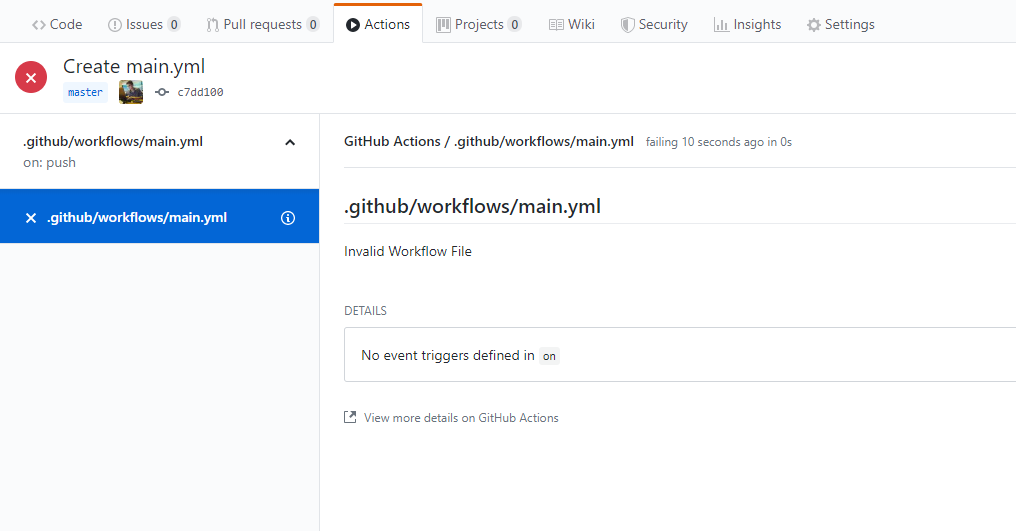 Code Issues 0 Pull requests 0 Actions Projects 0 Wiki Security Insights Settings
Create main.yml
master c7dd100
.github/workflows/main.yml
on: push
.github/workflows/main.yml
GitHub Actions / .github/workflows/main.yml failing 10 seconds ago in 0s
.github/workflows/main.yml
Invalid Workflow File
DETAILS
No event triggers defined in on
View more details on GitHub Actions